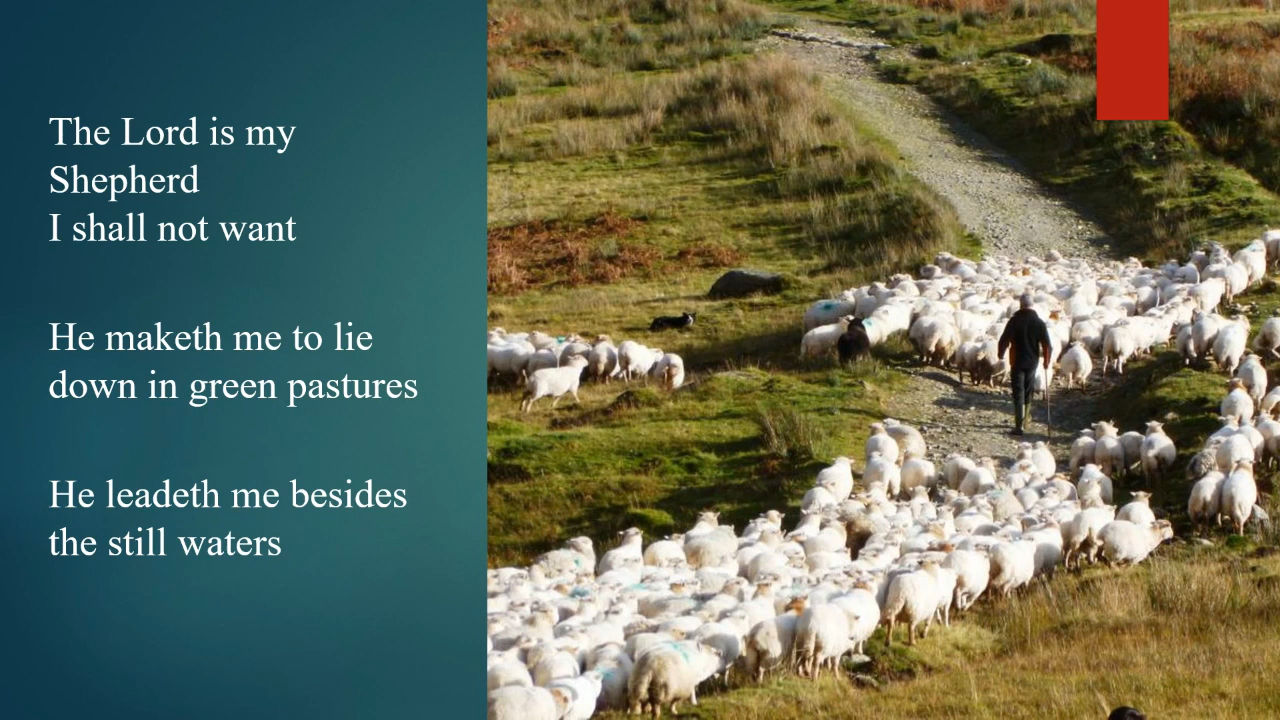 The Lord is my
Shepherd
I shall not want
He maketh me to lie
down in green pastures
He leadeth me besides
the still waters